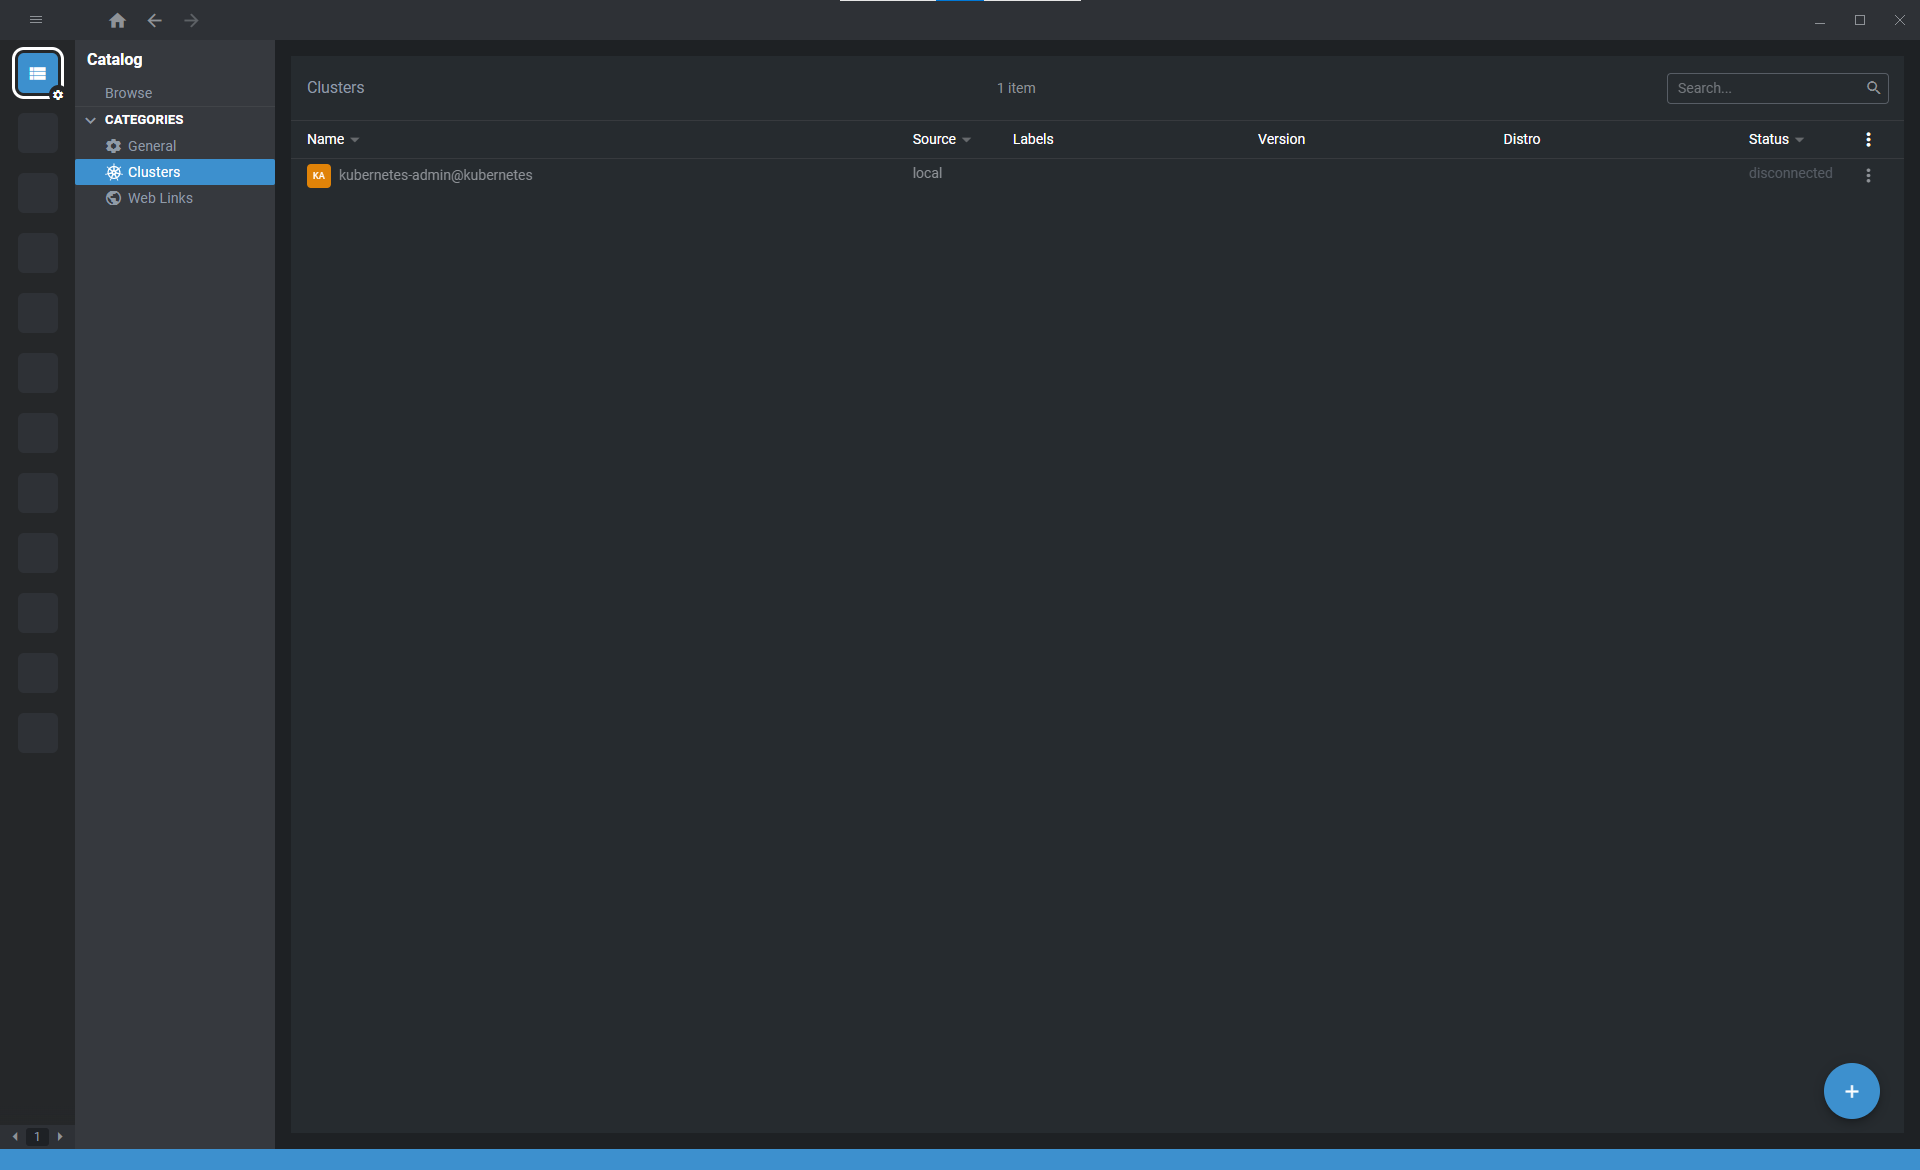 Catalog
Browse
CATEGORIES
General
Clusters
Web Links
Clusters
1 item
Search...
Name Source Labels Version Distro Status
KA kubernetes-admin@kubernetes local disconnected
1